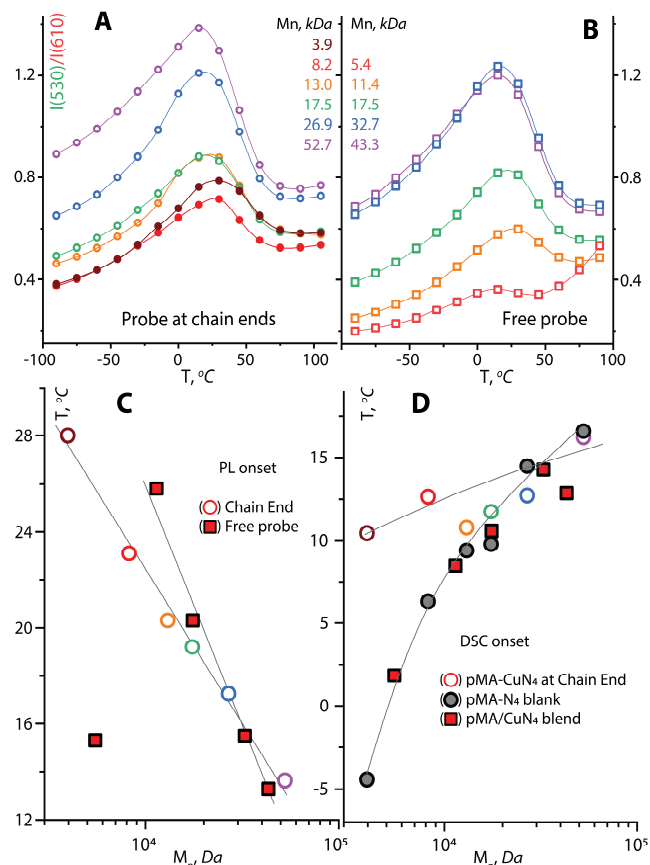 A
B
I(530)/I(610)
Mn, kDa
3.9
8.2
13.0
17.5
26.9
52.7
Mn, kDa
5.4
11.4
17.5
32.7
43.3
1.2
0.8
0.4
1.2
0.8
0.4
Probe at chain ends
Free probe
-100
-50
0
50
100
-50
0
50
100
T, °C
T, °C
C
T, °C
28
24
20
16
12
PL onset
( ) Chain End
( ) Free probe
10⁴
10⁵
Mₙ, Da
D
T, °C
15
10
5
0
-5
DSC onset
( ) pMA-CuN₄ at Chain End
( ) pMA-N₄ blank
( ) pMA/CuN₄ blend
10⁴
10⁵
Mₙ, Da